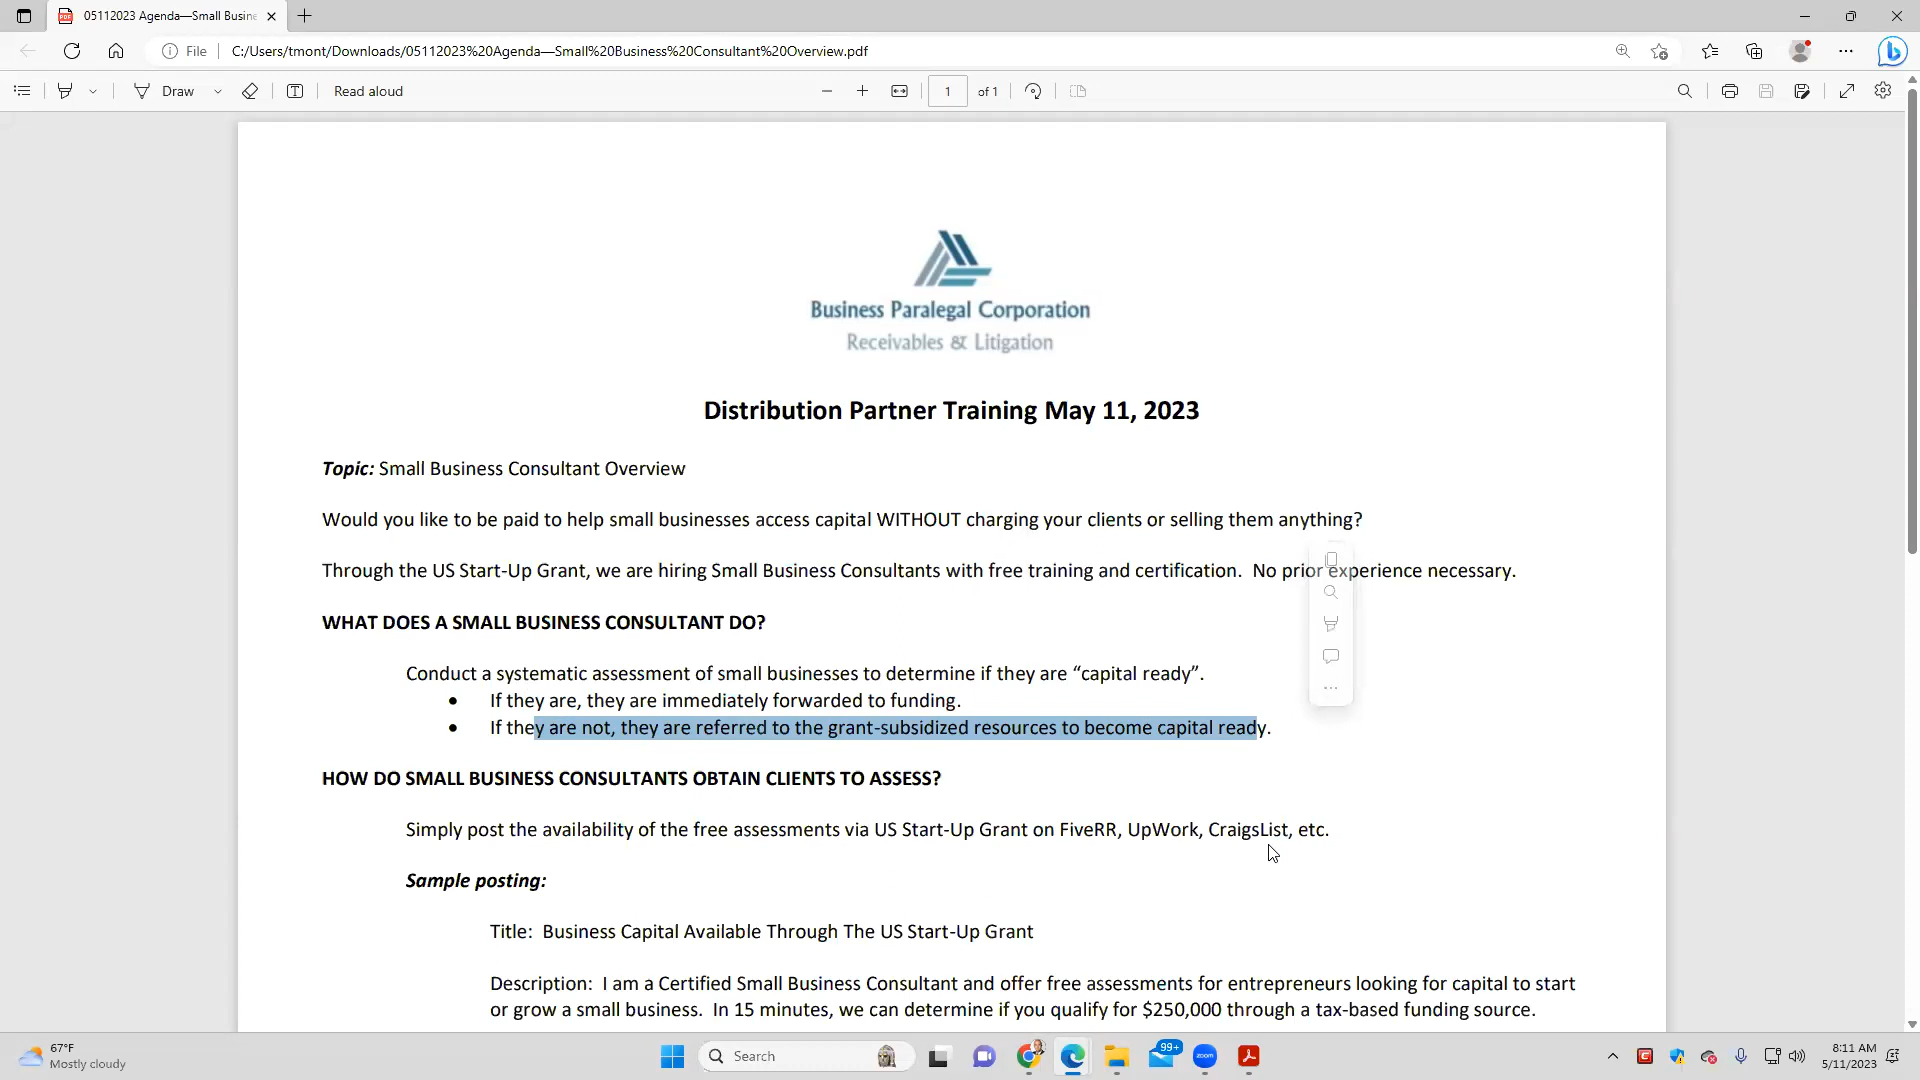 05112023 Agenda—Small Busine
File
C:/Users/tmont/Downloads/05112023%20Agenda—Small%20Business%20Consultant%20Overview.pdf
Draw
Read aloud
1 of 1
Business Paralegal Corporation
Receivables & Litigation
Distribution Partner Training May 11, 2023
Topic: Small Business Consultant Overview
Would you like to be paid to help small businesses access capital WITHOUT charging your clients or selling them anything?
Through the US Start-Up Grant, we are hiring Small Business Consultants with free training and certification.  No prior experience necessary.
WHAT DOES A SMALL BUSINESS CONSULTANT DO?
Conduct a systematic assessment of small businesses to determine if they are “capital ready”.
• If they are, they are immediately forwarded to funding.
• If they are not, they are referred to the grant-subsidized resources to become capital ready.
HOW DO SMALL BUSINESS CONSULTANTS OBTAIN CLIENTS TO ASSESS?
Simply post the availability of the free assessments via US Start-Up Grant on FiveRR, UpWork, CraigsList, etc.
Sample posting:
Title:  Business Capital Available Through The US Start-Up Grant
Description:  I am a Certified Small Business Consultant and offer free assessments for entrepreneurs looking for capital to start
or grow a small business.  In 15 minutes, we can determine if you qualify for $250,000 through a tax-based funding source.
67°F
Mostly cloudy
Search
99+
zoom
8:11 AM
5/11/2023